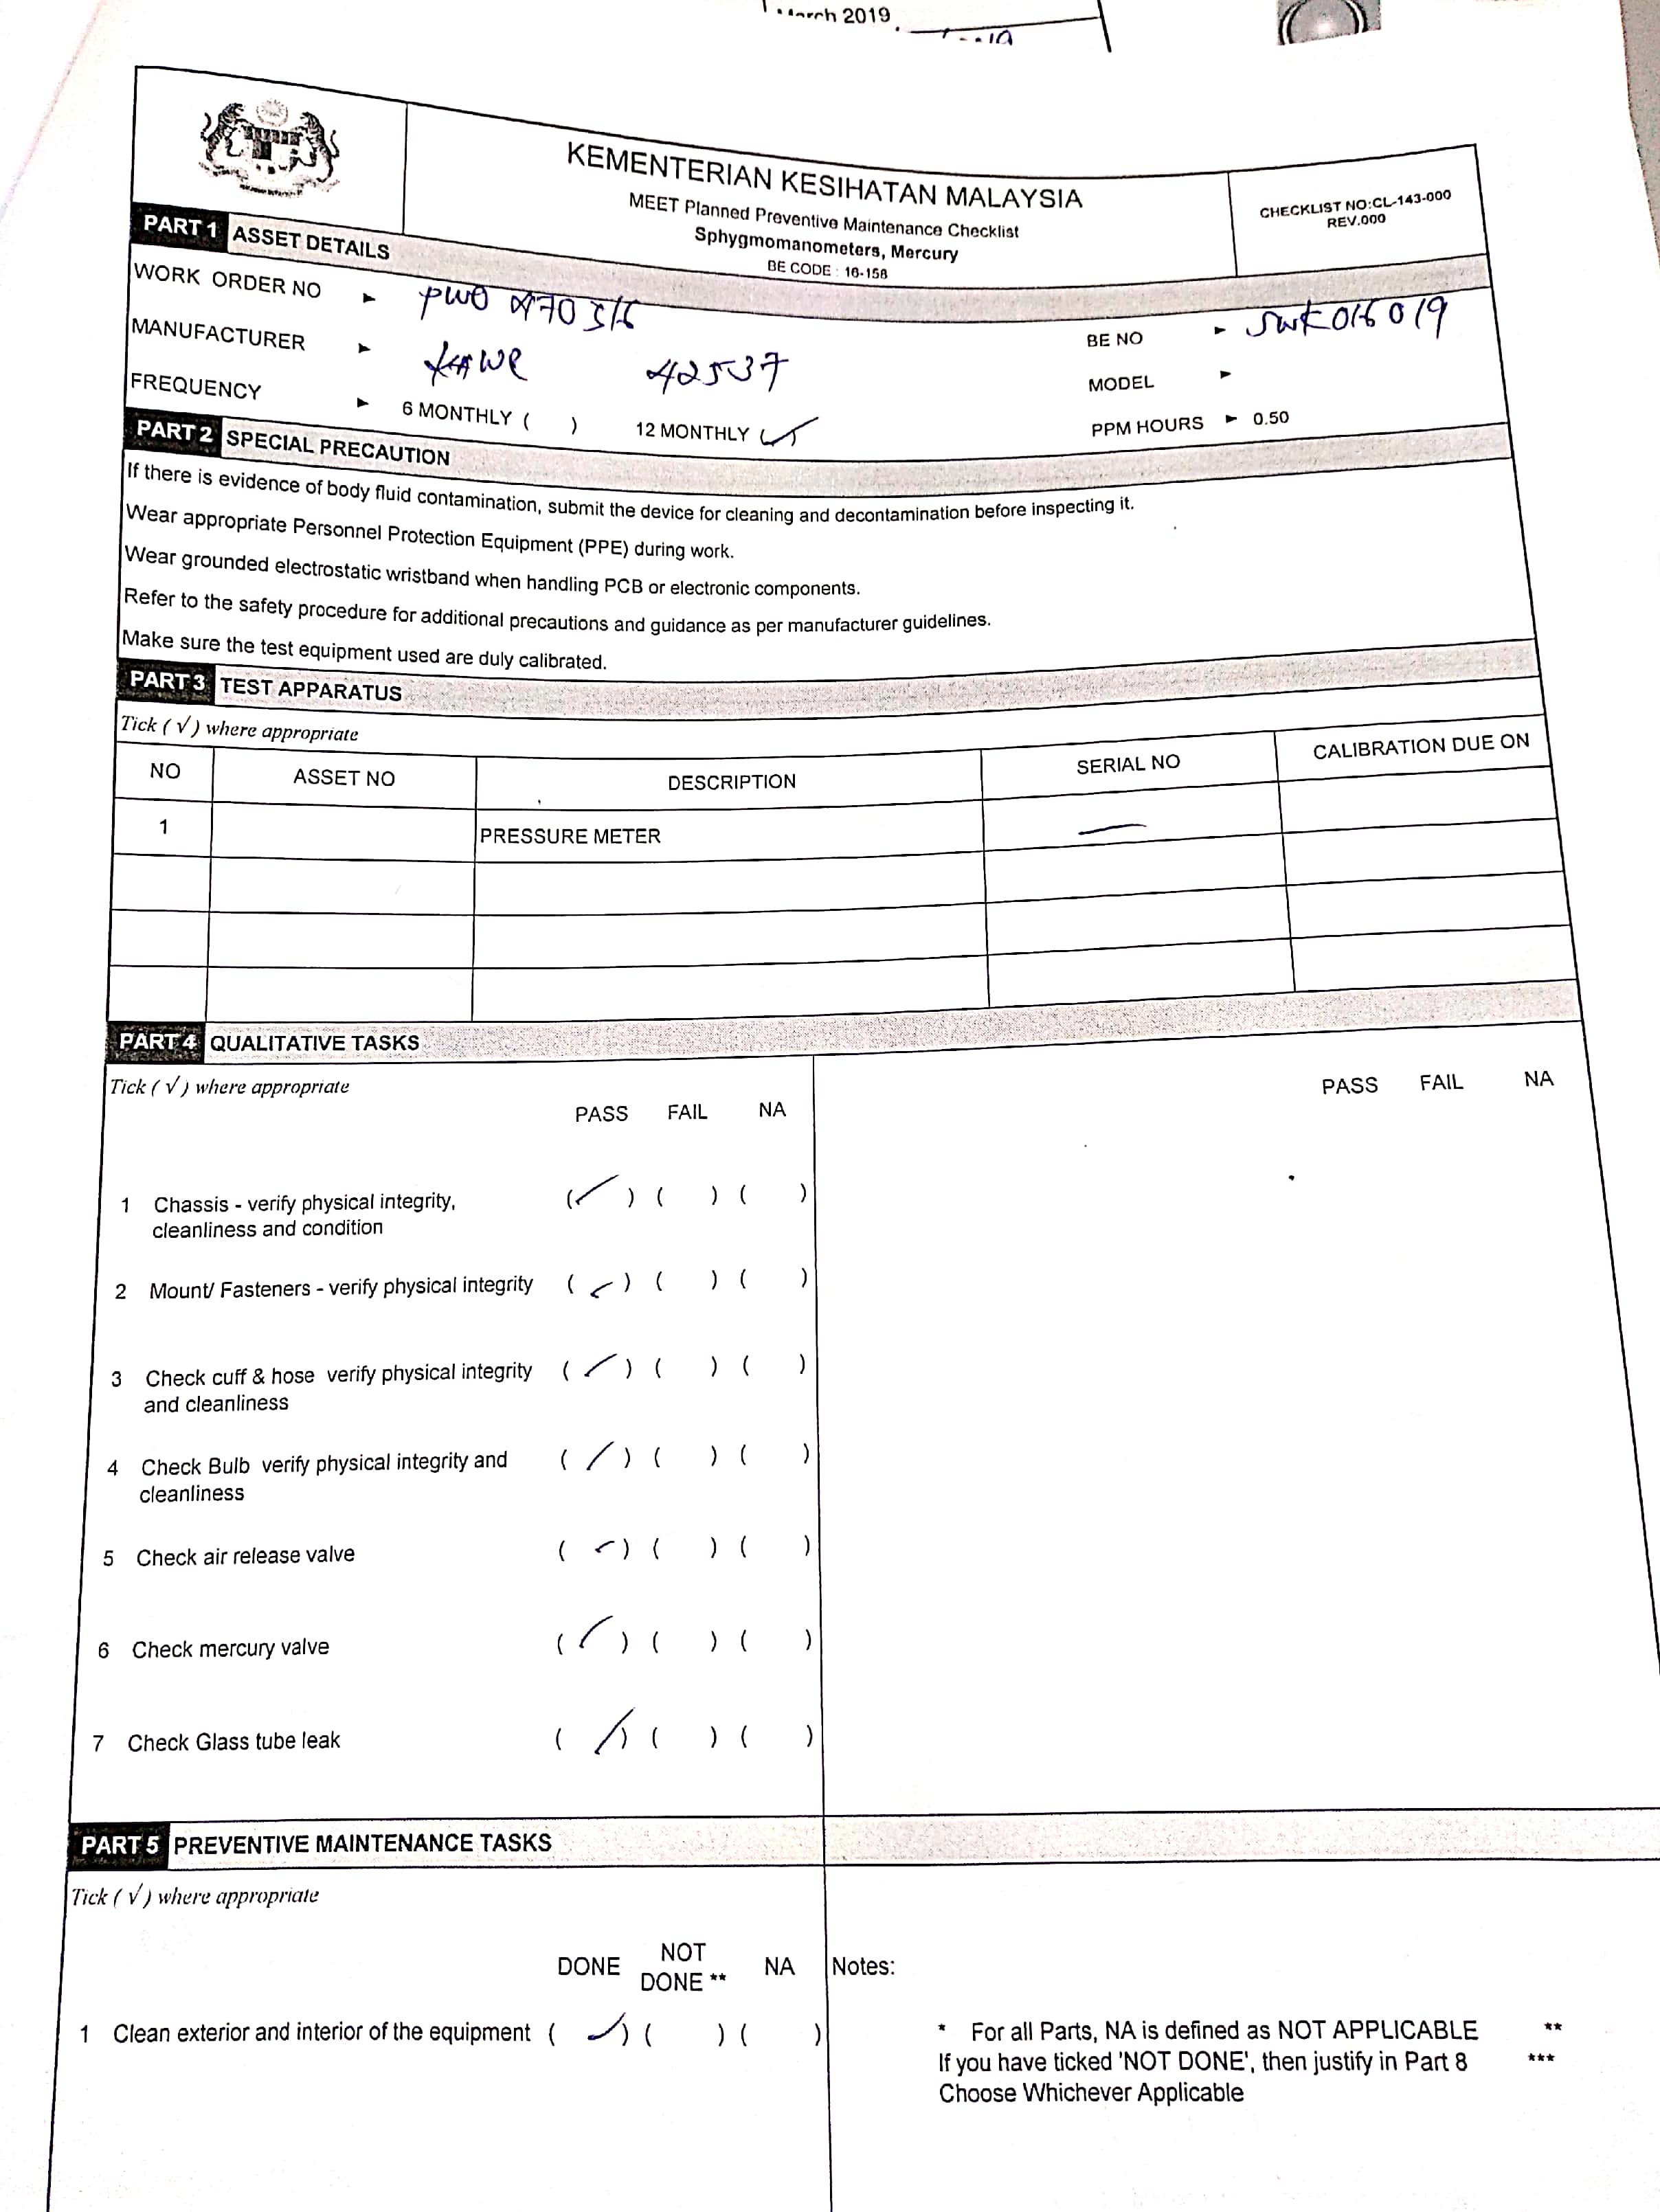 March 2019
KEMENTERIAN KESIHATAN MALAYSIA
MEET Planned Preventive Maintenance Checklist
Sphygmomanometers, Mercury
BE CODE : 16-158
CHECKLIST NO:CL-143-000
REV.000
PART 1 ASSET DETAILS
WORK ORDER NO ►
BE NO ► SWK016019
MANUFACTURER ► 42537
MODEL ►
FREQUENCY ► 6 MONTHLY ( ) 12 MONTHLY (✓)
PPM HOURS ► 0.50
PART 2 SPECIAL PRECAUTION
If there is evidence of body fluid contamination, submit the device for cleaning and decontamination before inspecting it.
Wear appropriate Personnel Protection Equipment (PPE) during work.
Wear grounded electrostatic wristband when handling PCB or electronic components.
Refer to the safety procedure for additional precautions and guidance as per manufacturer guidelines.
Make sure the test equipment used are duly calibrated.
PART 3 TEST APPARATUS
Tick ( √ ) where appropriate
NO ASSET NO DESCRIPTION SERIAL NO CALIBRATION DUE ON
1 PRESSURE METER —
PART 4 QUALITATIVE TASKS
Tick ( √ ) where appropriate
PASS FAIL NA PASS FAIL NA
1 Chassis - verify physical integrity, (✓) ( ) ( )
cleanliness and condition
2 Mount/ Fasteners - verify physical integrity (✓) ( ) ( )
3 Check cuff & hose verify physical integrity (✓) ( ) ( )
and cleanliness
4 Check Bulb verify physical integrity and (✓) ( ) ( )
cleanliness
5 Check air release valve (✓) ( ) ( )
6 Check mercury valve (✓) ( ) ( )
7 Check Glass tube leak (✓) ( ) ( )
PART 5 PREVENTIVE MAINTENANCE TASKS
Tick ( √ ) where appropriate
DONE NOT DONE ** NA
1 Clean exterior and interior of the equipment (✓) ( ) ( )
Notes:
* For all Parts, NA is defined as NOT APPLICABLE **
If you have ticked 'NOT DONE', then justify in Part 8 ***
Choose Whichever Applicable